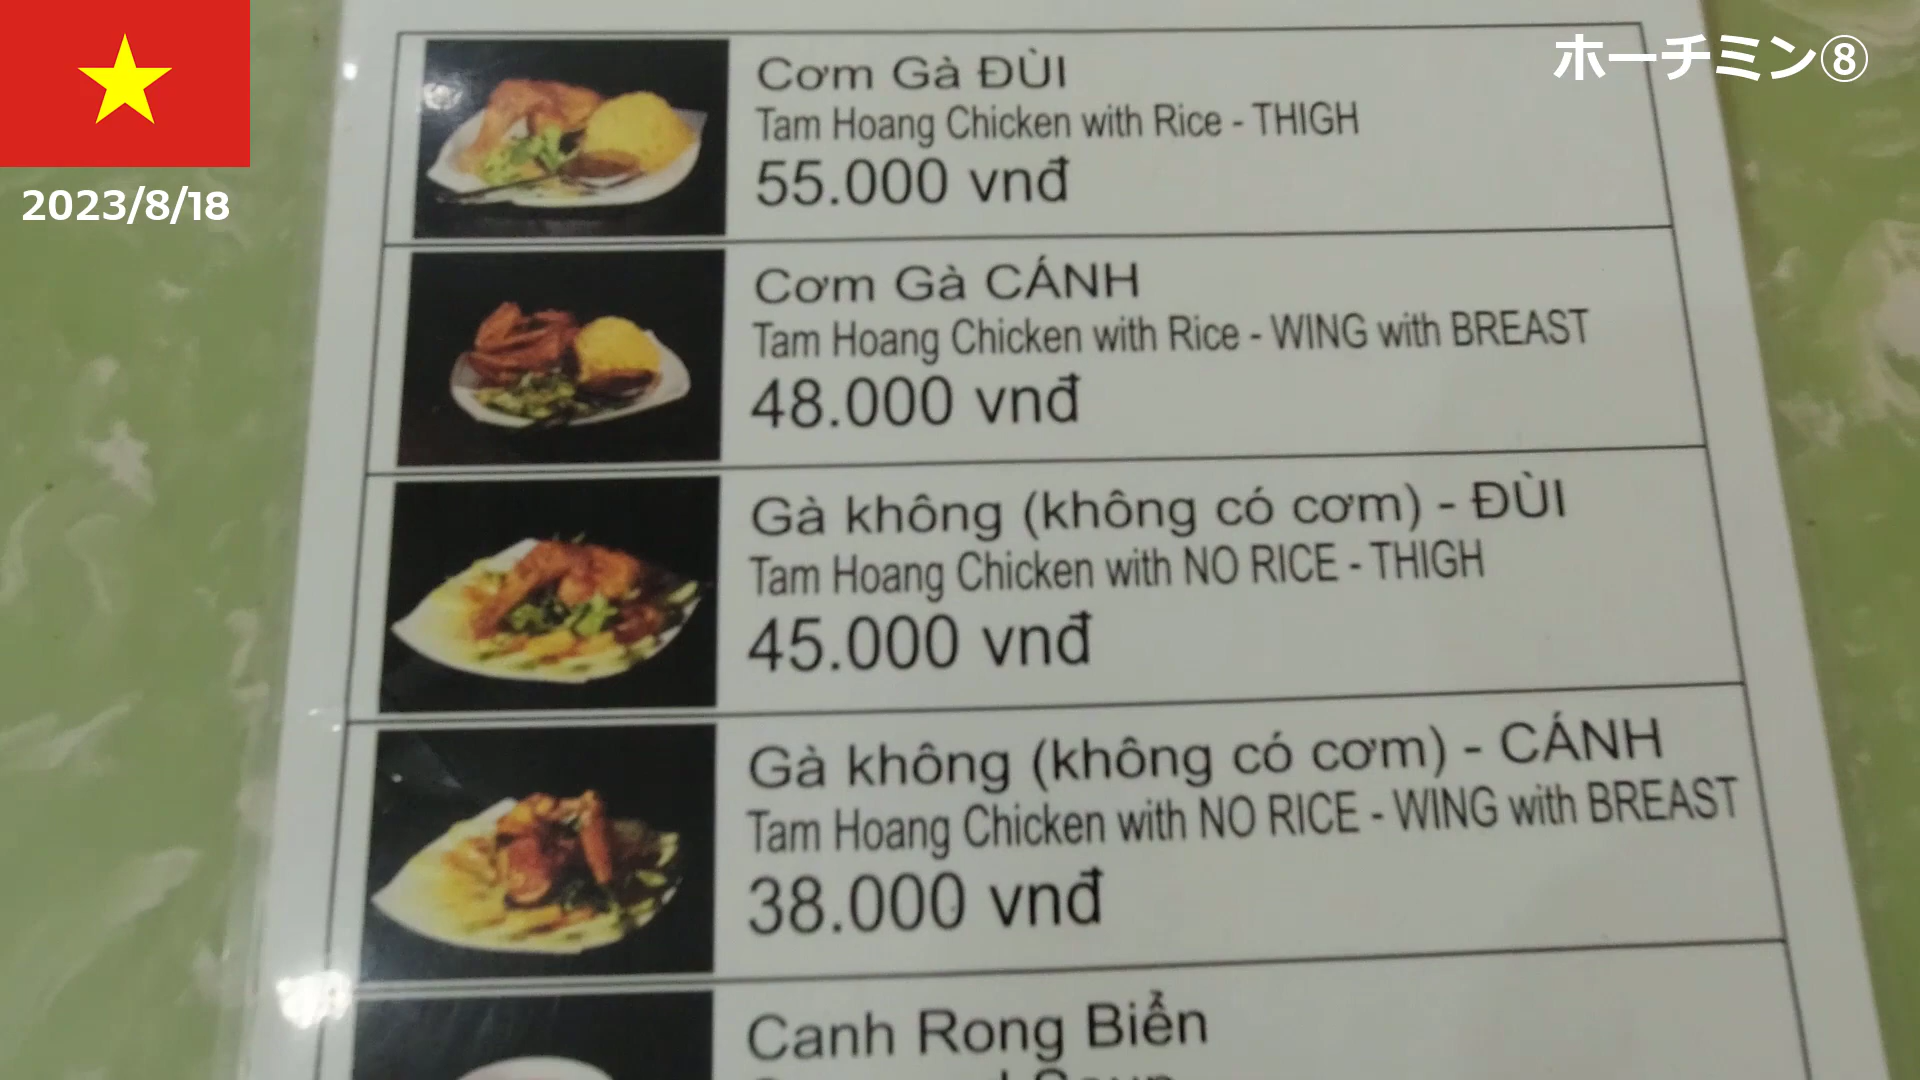 ホーチミン⑧
2023/8/18
Cơm Gà ĐÙI
Tam Hoang Chicken with Rice - THIGH
55.000 vnđ
Cơm Gà CÁNH
Tam Hoang Chicken with Rice - WING with BREAST
48.000 vnđ
Gà không (không có cơm) - ĐÙI
Tam Hoang Chicken with NO RICE - THIGH
45.000 vnđ
Gà không (không có cơm) - CÁNH
Tam Hoang Chicken with NO RICE - WING with BREAST
38.000 vnđ
Canh Rong Biển